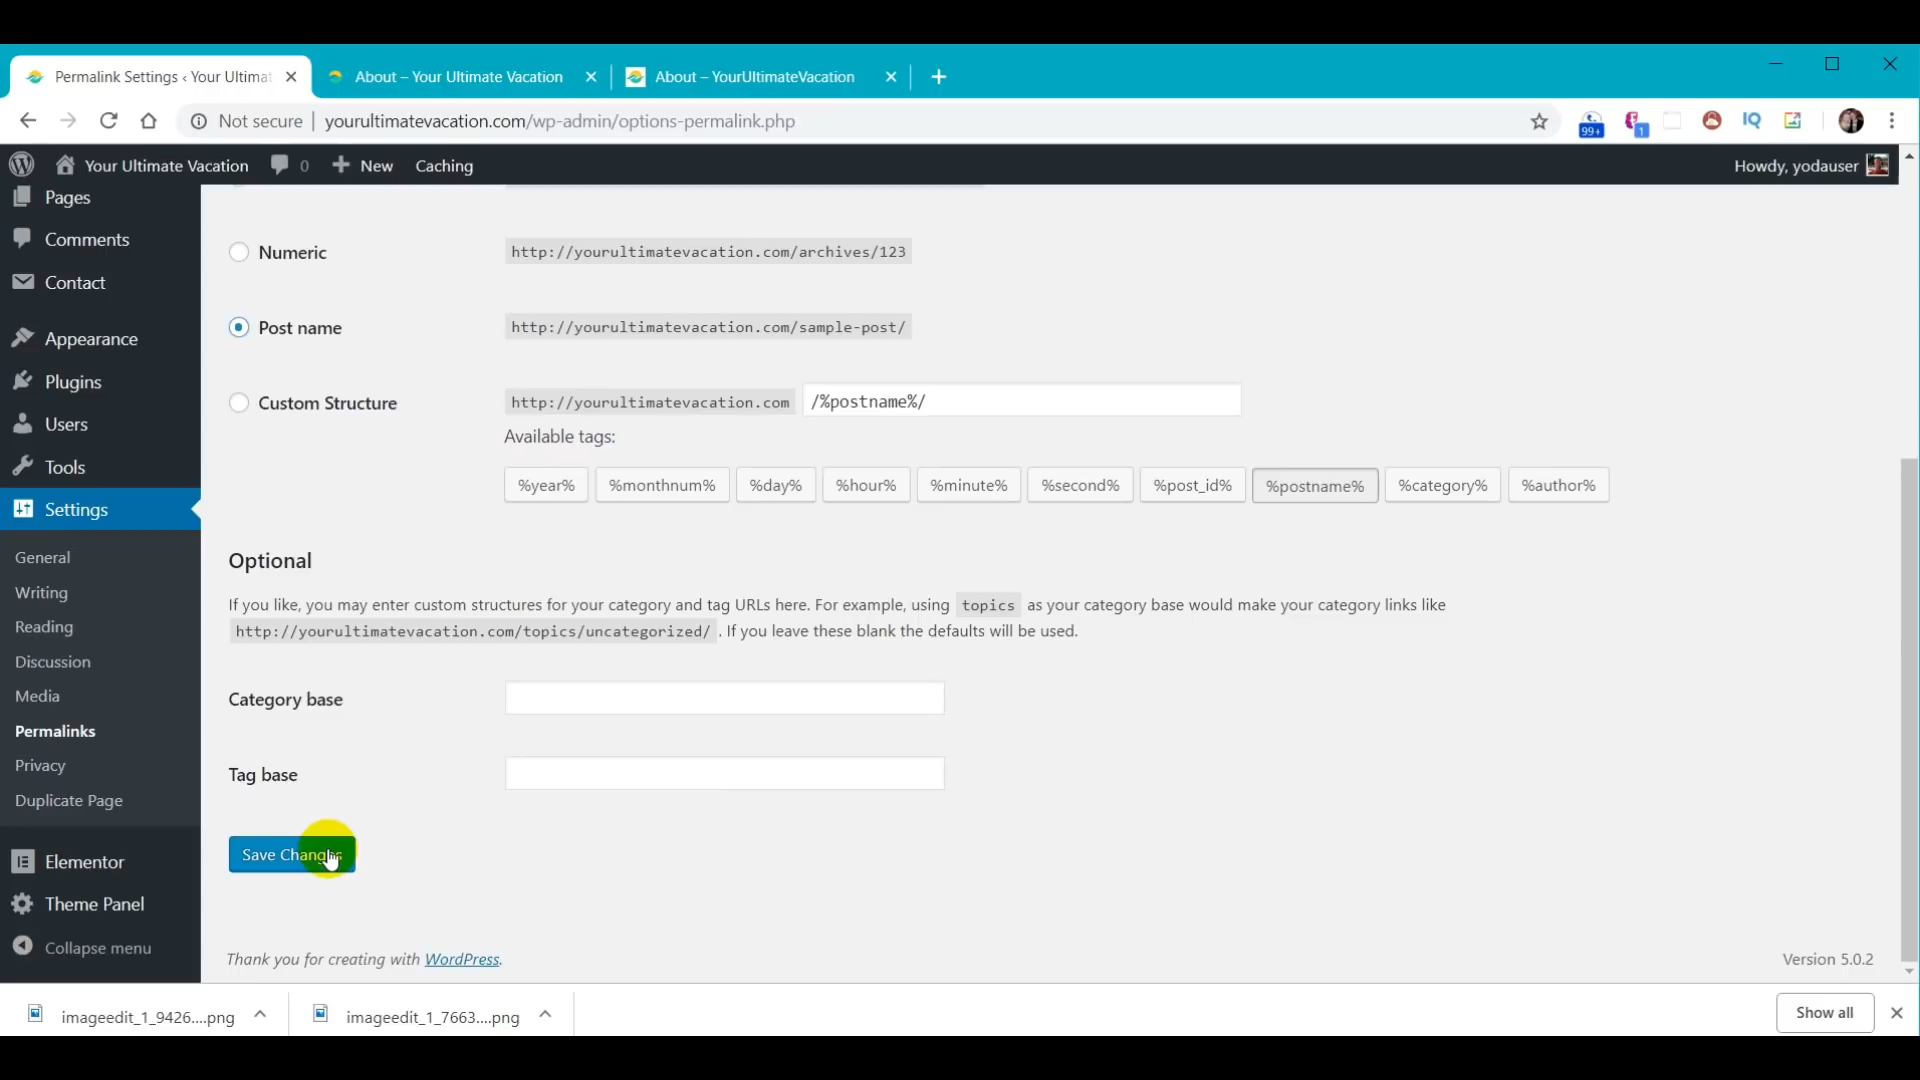 Permalink Settings ‹ Your Ultima
About – Your Ultimate Vacation
About – YourUltimateVacation
Not secure | yourultimatevacation.com/wp-admin/options-permalink.php
99+
1
IQ
Your Ultimate Vacation
0
New
Caching
Howdy, yodauser
Pages
Comments
Contact
Appearance
Plugins
Users
Tools
Settings
General
Writing
Reading
Discussion
Media
Permalinks
Privacy
Duplicate Page
Elementor
Theme Panel
Collapse menu
Numeric
http://yourultimatevacation.com/archives/123
Post name
http://yourultimatevacation.com/sample-post/
Custom Structure
http://yourultimatevacation.com
/%postname%/
Available tags:
%year% %monthnum% %day% %hour% %minute% %second% %post_id% %postname% %category% %author%
Optional
If you like, you may enter custom structures for your category and tag URLs here. For example, using topics as your category base would make your category links like
http://yourultimatevacation.com/topics/uncategorized/ . If you leave these blank the defaults will be used.
Category base
Tag base
Save Changes
Thank you for creating with WordPress.
Version 5.0.2
imageedit_1_9426....png
imageedit_1_7663....png
Show all